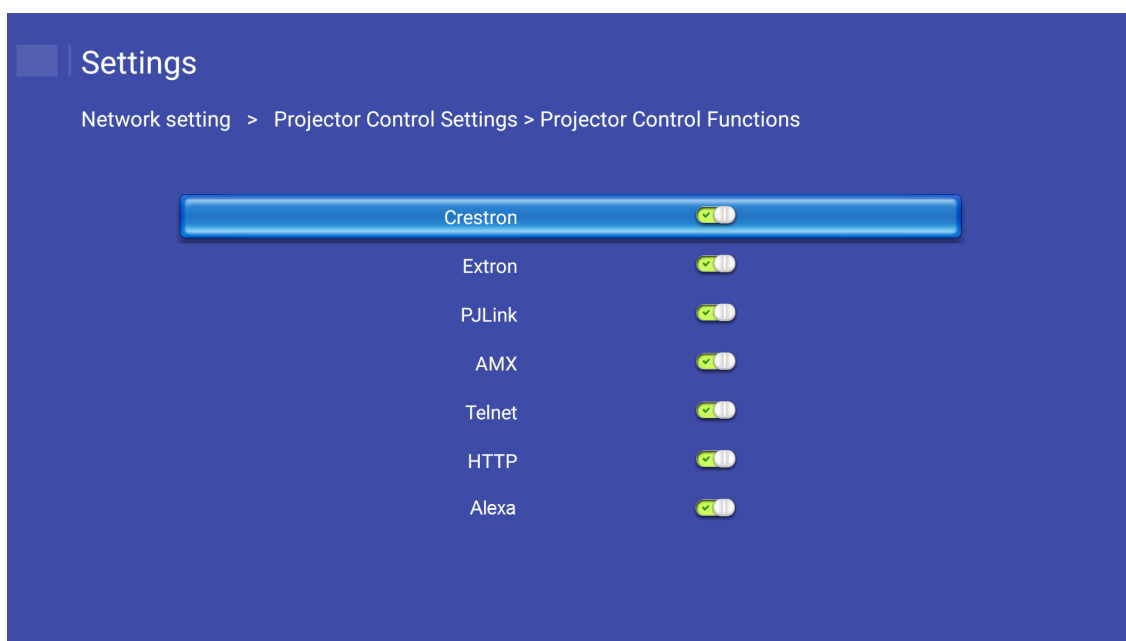 Settings
Network setting > Projector Control Settings > Projector Control Functions
Crestron
Extron
PJLink
AMX
Telnet
HTTP
Alexa